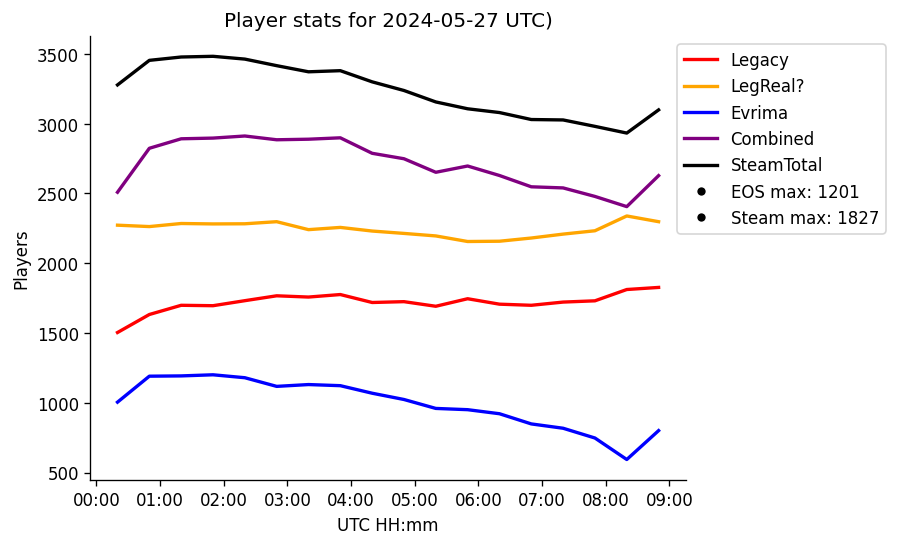 Player stats for 2024-05-27 UTC)
Legacy
LegReal?
Evrima
Combined
SteamTotal
EOS max: 1201
Steam max: 1827
Players
3500
3000
2500
2000
1500
1000
500
00:00 01:00 02:00 03:00 04:00 05:00 06:00 07:00 08:00 09:00
UTC HH:mm